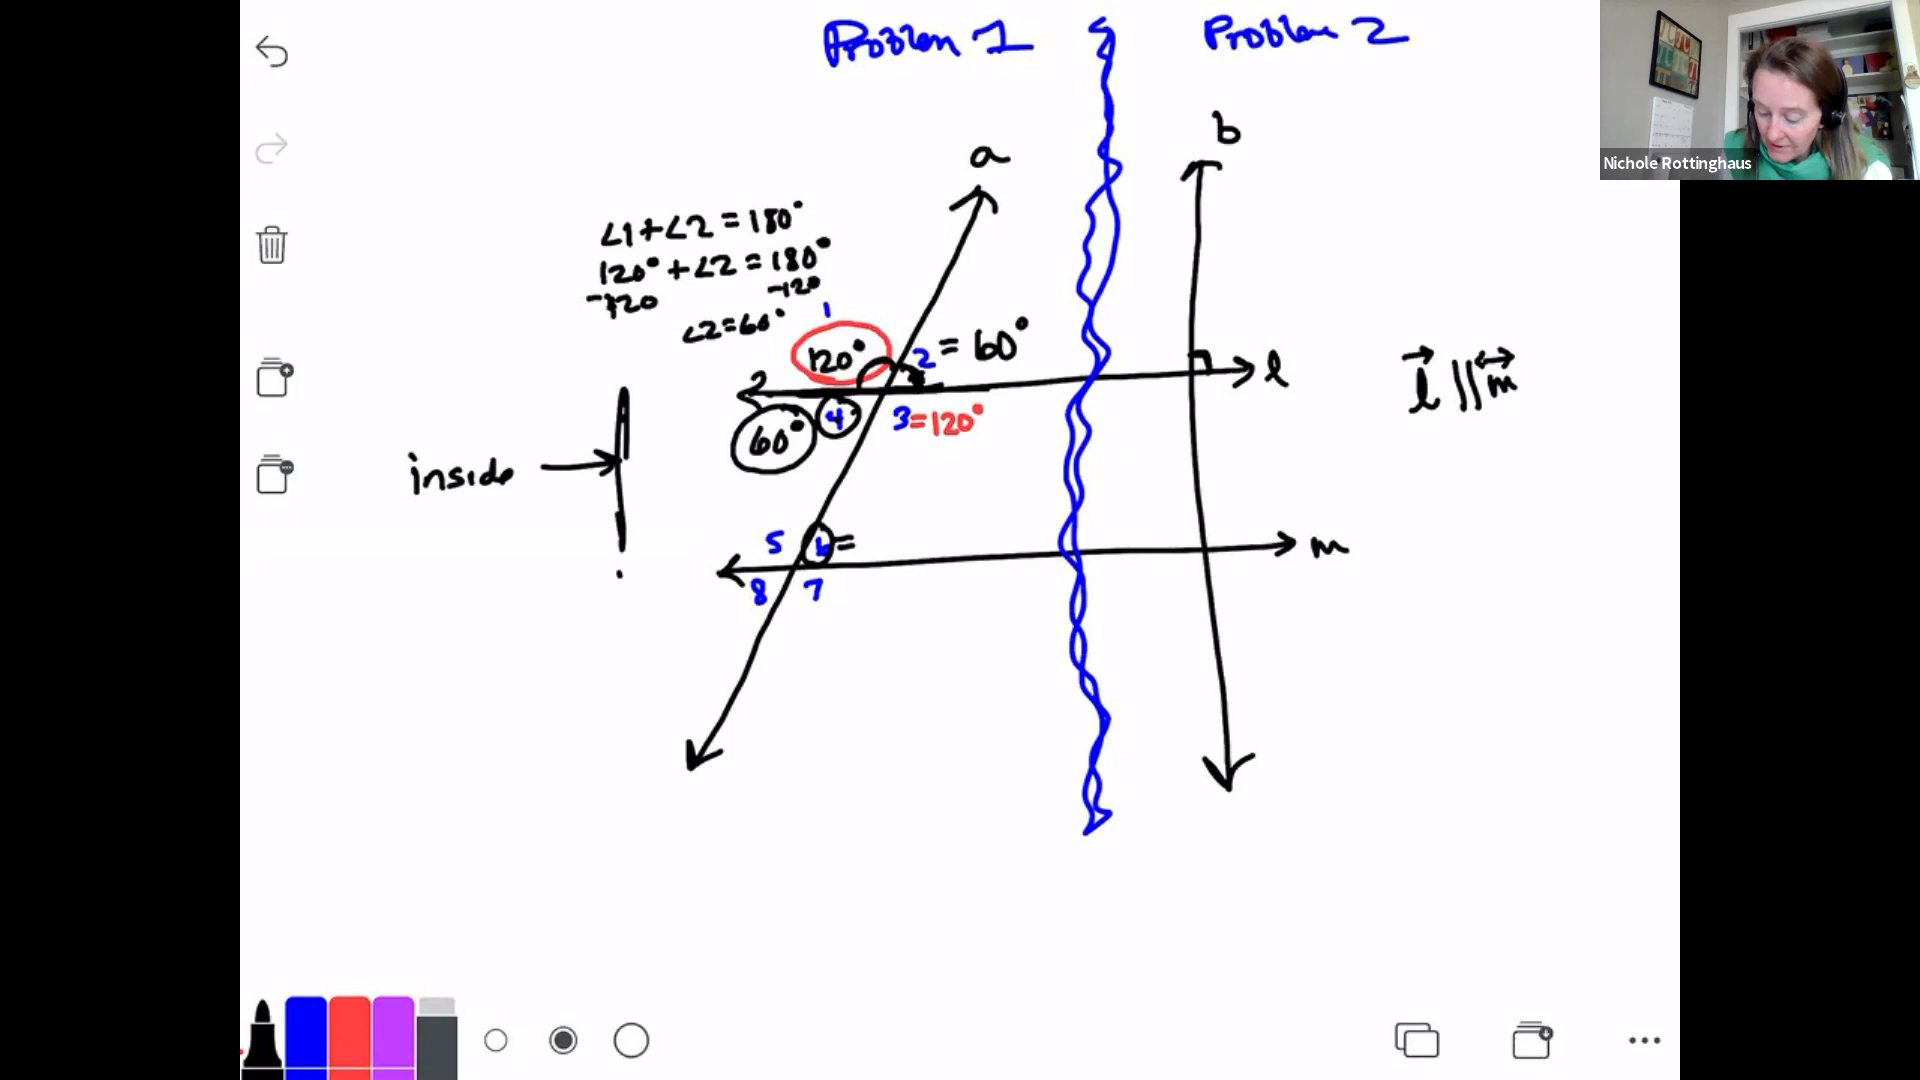 Problem 1
Problem 2
Nichole Rottinghaus
a
b
∠1+∠2=180°
120°+∠2=180°
-120 -120
∠2=60°
1
120°
2 = 60°
l
l || m
60°
4
3=120°
inside
5
6=
m
8
7